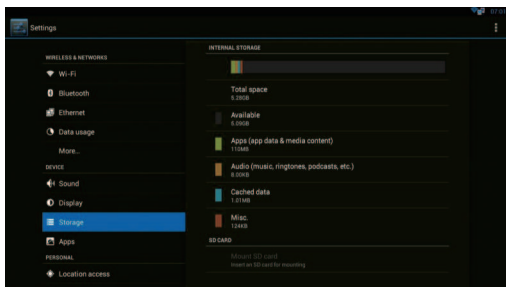 Settings
WIRELESS & NETWORKS
Wi-Fi
Bluetooth
Ethernet
Data usage
More...
DEVICE
Sound
Display
Storage
Apps
PERSONAL
Location access
INTERNAL STORAGE
Total space
5.28GB
Available
5.09GB
Apps (app data & media content)
110MB
Audio (music, ringtones, podcasts, etc.)
8.00KB
Cached data
1.01MB
Misc.
124KB
SD CARD
Mount SD card
Insert an SD card for mounting